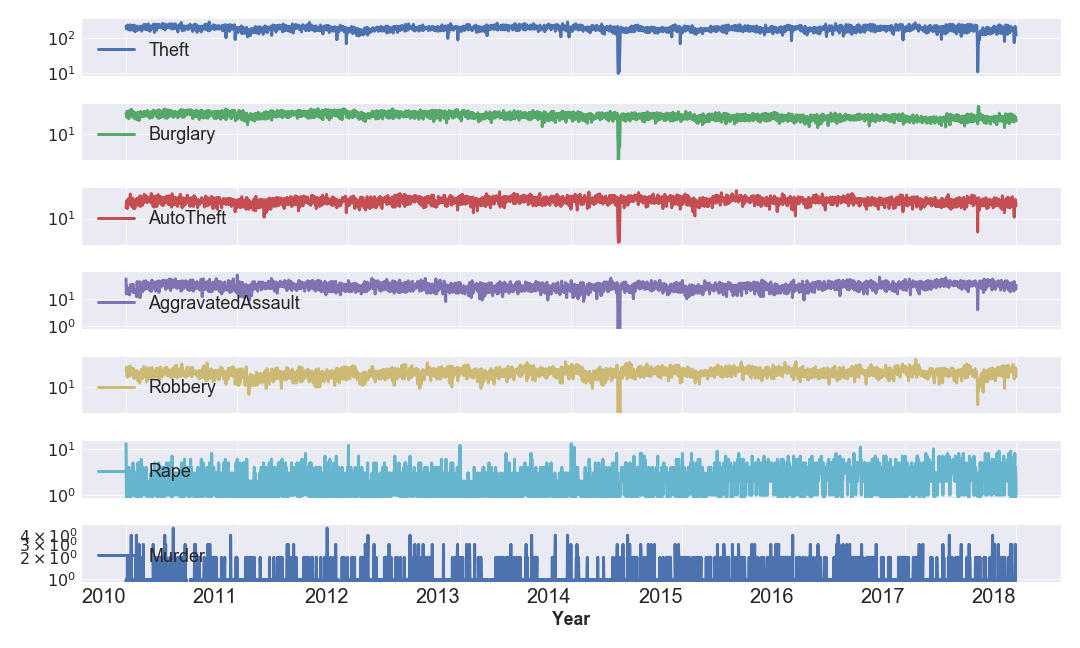 10²
10¹
Theft
10¹
Burglary
10¹
AutoTheft
10¹
10⁰
AggravatedAssault
10¹
Robbery
10¹
10⁰
Rape
4 × 10⁰
3 × 10⁰
2 × 10⁰
10⁰
Murder
2010 2011 2012 2013 2014 2015 2016 2017 2018
Year